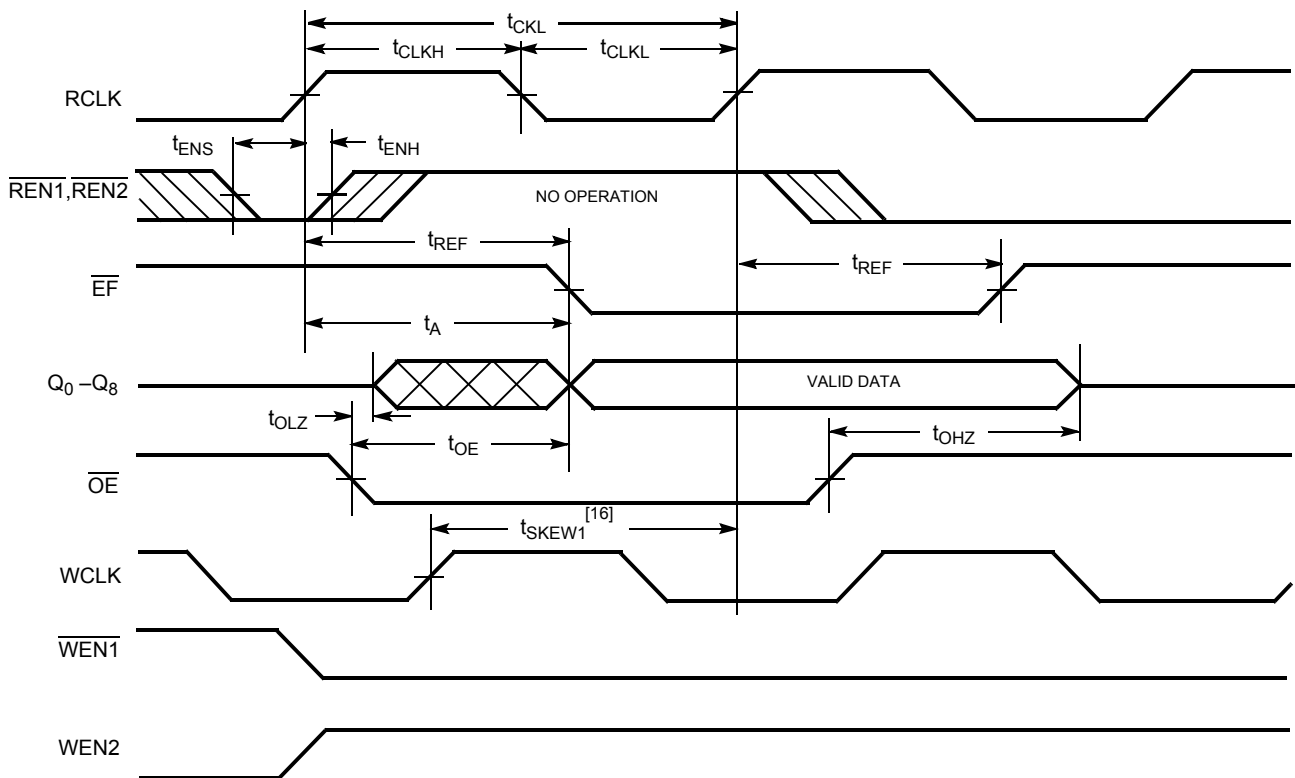 tCKL
tCLKH tCLKL
RCLK
tENS tENH
REN1,REN2
NO OPERATION
tREF
tREF
EF
tA
Q0 –Q8
VALID DATA
tOLZ
tOE
tOHZ
OE
tSKEW1[16]
WCLK
WEN1
WEN2